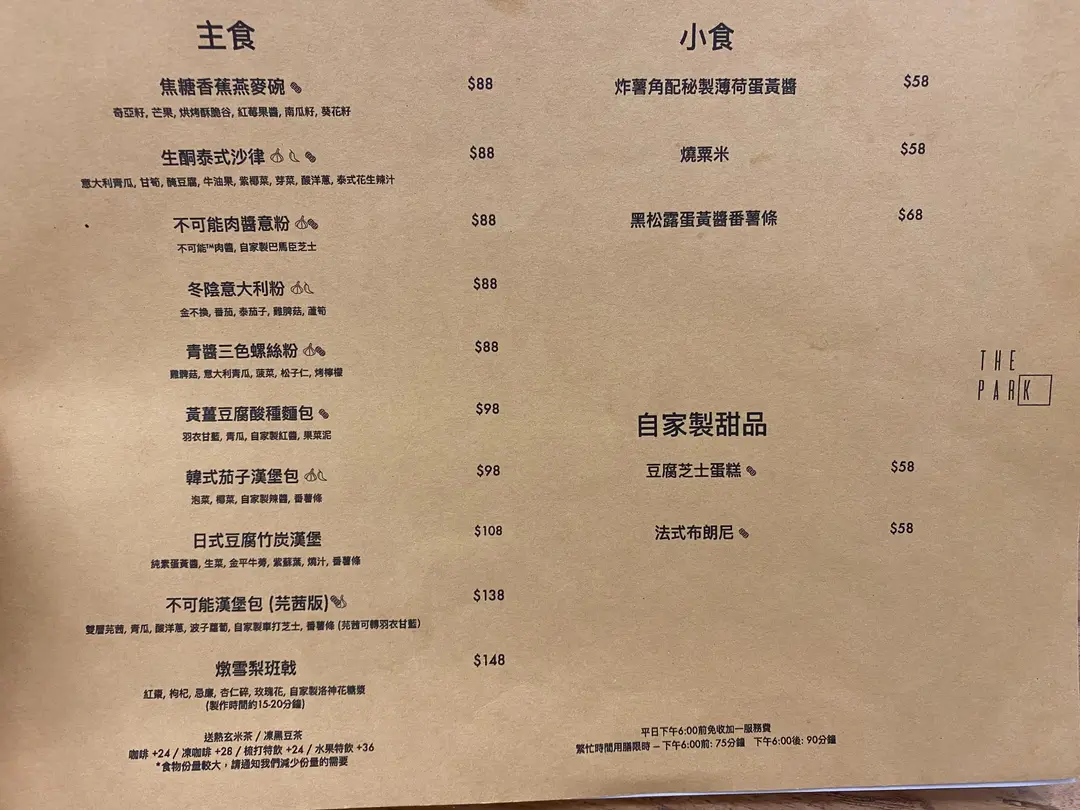 主食
焦糖香蕉燕麥碗 $88
奇亞籽, 芒果, 烘烤酥脆谷, 紅莓果醬, 南瓜籽, 葵花籽
生酮泰式沙律 $88
意大利青瓜, 甘筍, 醃豆腐, 牛油果, 紫椰菜, 芽菜, 酸洋蔥, 泰式花生辣汁
不可能肉醬意粉 $88
不可能™肉醬, 自家製巴馬臣芝士
冬陰意大利粉 $88
金不換, 番茄, 泰茄子, 雞髀菇, 蘆筍
青醬三色螺絲粉 $88
雞髀菇, 意大利青瓜, 菠菜, 松子仁, 烤檸檬
黃薑豆腐酸種麵包 $98
羽衣甘藍, 青瓜, 自家製紅醬, 果菜泥
韓式茄子漢堡包 $98
泡菜, 椰菜, 自家製辣醬, 番薯條
日式豆腐竹炭漢堡 $108
純素蛋黃醬, 生菜, 金平牛蒡, 紫蘇葉, 燒汁, 番薯條
不可能漢堡包 (芫茜版) $138
雙層芫茜, 青瓜, 酸洋蔥, 波子蘿蔔, 自家製車打芝士, 番薯條 (芫茜可轉羽衣甘藍)
燉雪梨班戟 $148
紅棗, 枸杞, 忌廉, 杏仁碎, 玫瑰花, 自家製洛神花糖漿
(製作時間約15-20分鐘)
送熱玄米茶 / 凍黑豆茶
咖啡 +24 / 凍咖啡 +28 / 梳打特飲 +24 / 水果特飲 +36
*食物份量較大，請通知我們減少份量的需要
小食
炸薯角配秘製薄荷蛋黃醬 $58
燒粟米 $58
黑松露蛋黃醬番薯條 $68
THE
PARK
自家製甜品
豆腐芝士蛋糕 $58
法式布朗尼 $58
平日下午6:00前免收加一服務費
繁忙時間用膳限時 – 下午6:00前: 75分鐘 下午6:00後: 90分鐘